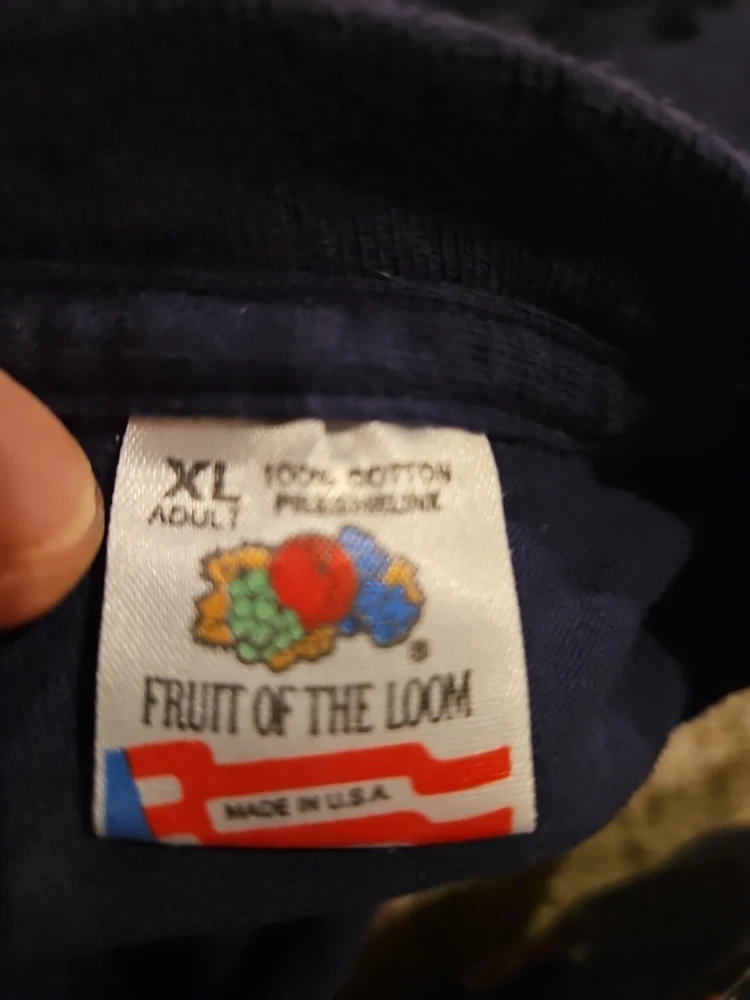 XL
ADULT
100% COTTON
PRESHRUNK
®
FRUIT OF THE LOOM
MADE IN U.S.A.